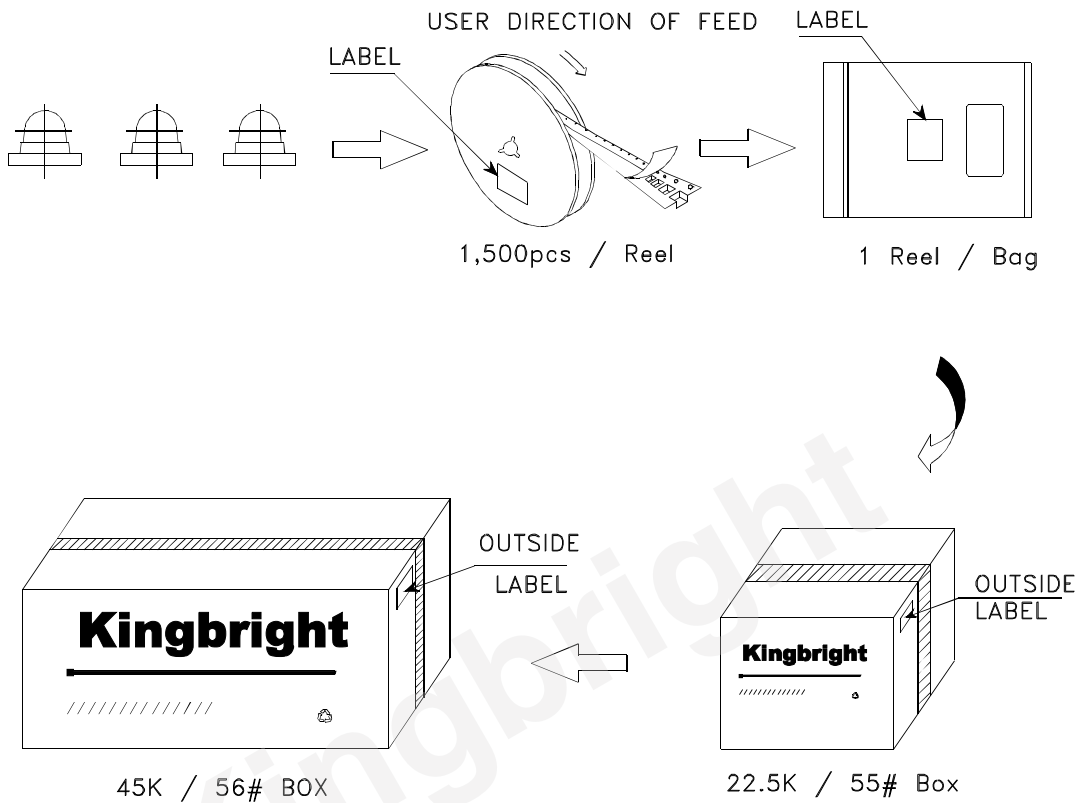 USER DIRECTION OF FEED
LABEL
LABEL
1,500pcs / Reel
1 Reel / Bag
OUTSIDE
LABEL
Kingbright
45K / 56# BOX
OUTSIDE
LABEL
Kingbright
22.5K / 55# Box
Kingbright